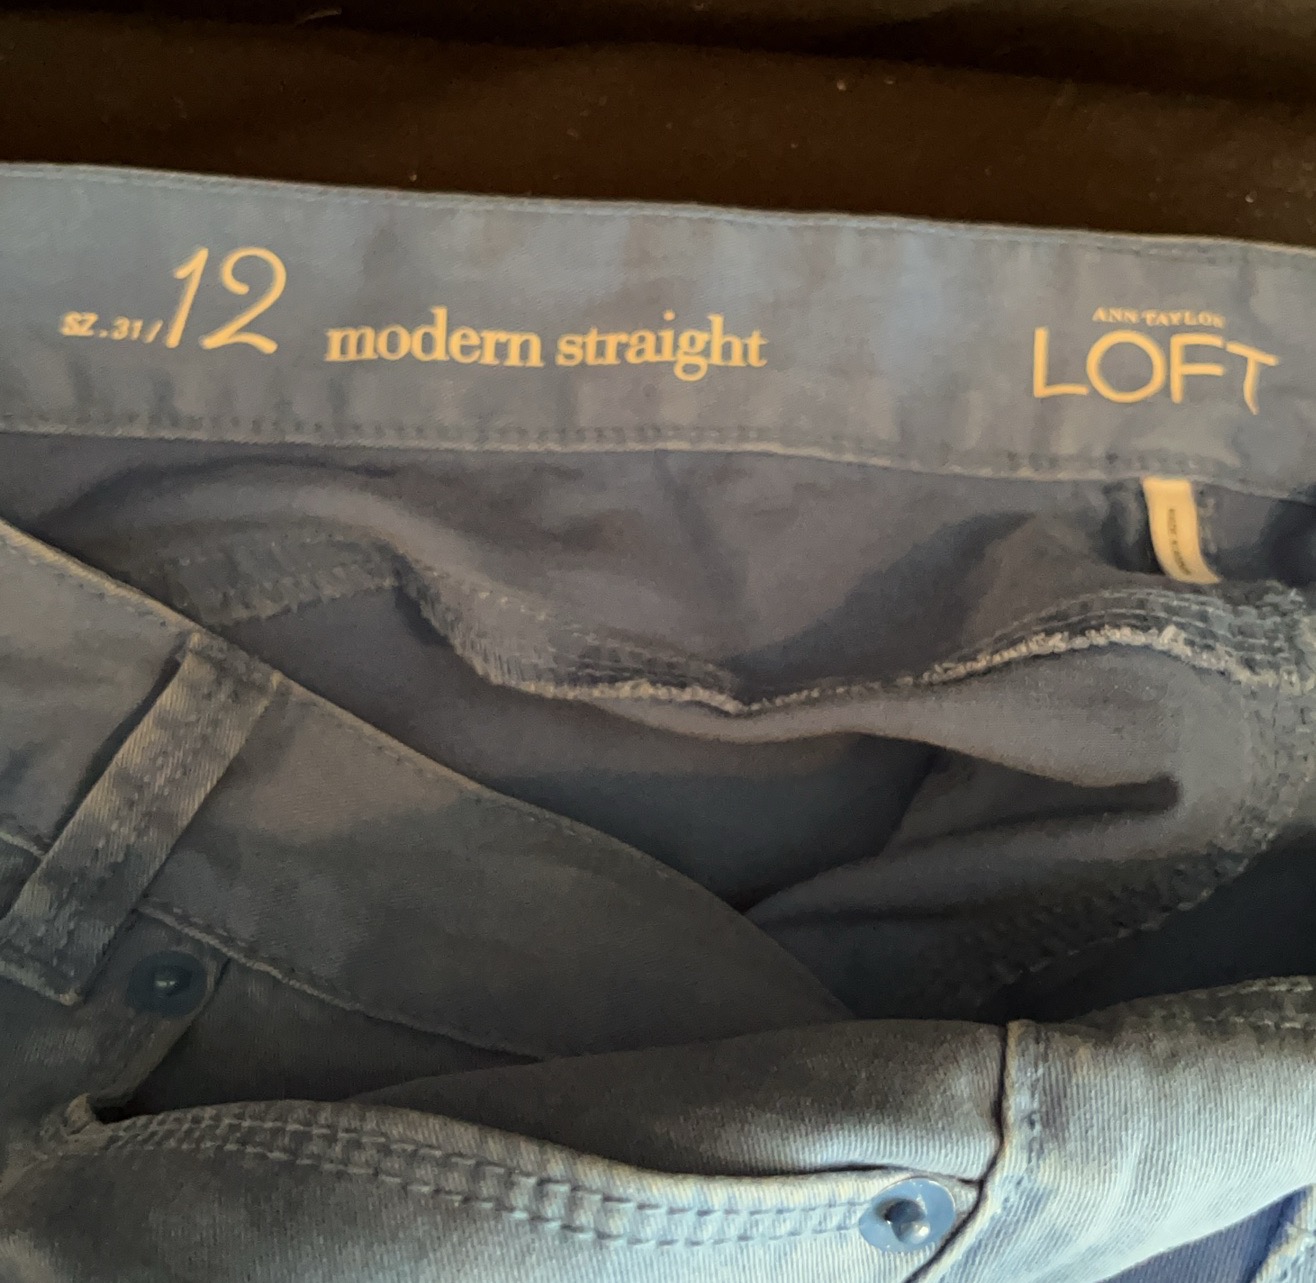 SZ.31/12 modern straight
ANN TAYLOR
LOFT